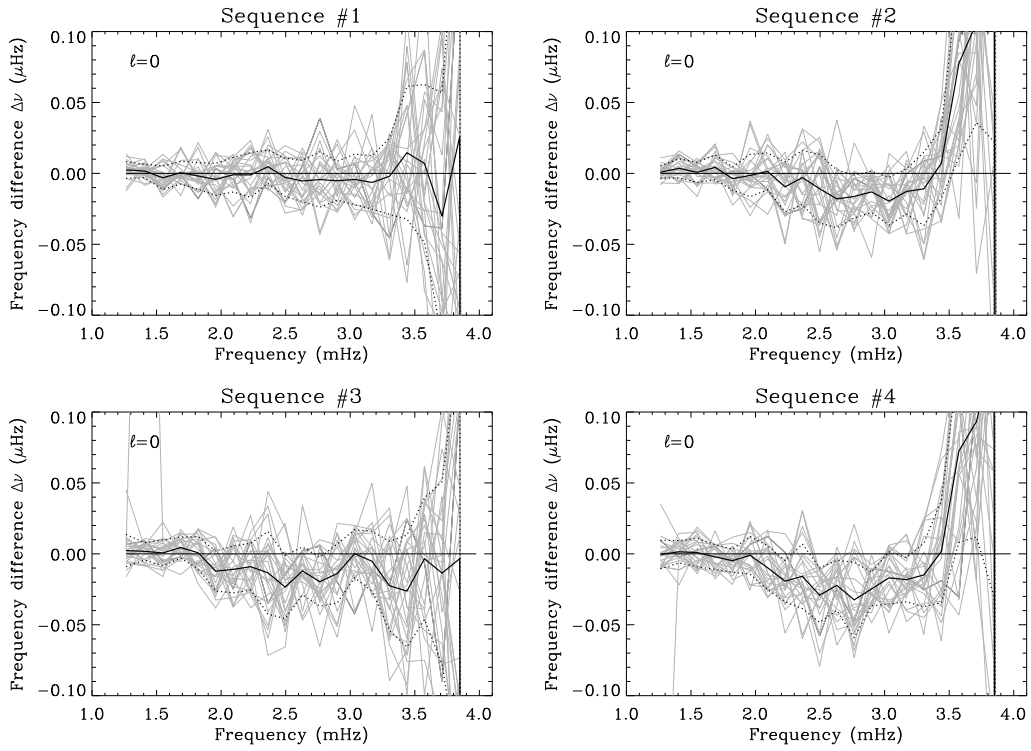 Sequence #1
Frequency difference Δν (μHz)
0.10
0.05
0.00
−0.05
−0.10
ℓ=0
1.0 1.5 2.0 2.5 3.0 3.5 4.0
Frequency (mHz)
Sequence #2
Frequency difference Δν (μHz)
0.10
0.05
0.00
−0.05
−0.10
ℓ=0
1.0 1.5 2.0 2.5 3.0 3.5 4.0
Frequency (mHz)
Sequence #3
Frequency difference Δν (μHz)
0.10
0.05
0.00
−0.05
−0.10
ℓ=0
1.0 1.5 2.0 2.5 3.0 3.5 4.0
Frequency (mHz)
Sequence #4
Frequency difference Δν (μHz)
0.10
0.05
0.00
−0.05
−0.10
ℓ=0
1.0 1.5 2.0 2.5 3.0 3.5 4.0
Frequency (mHz)